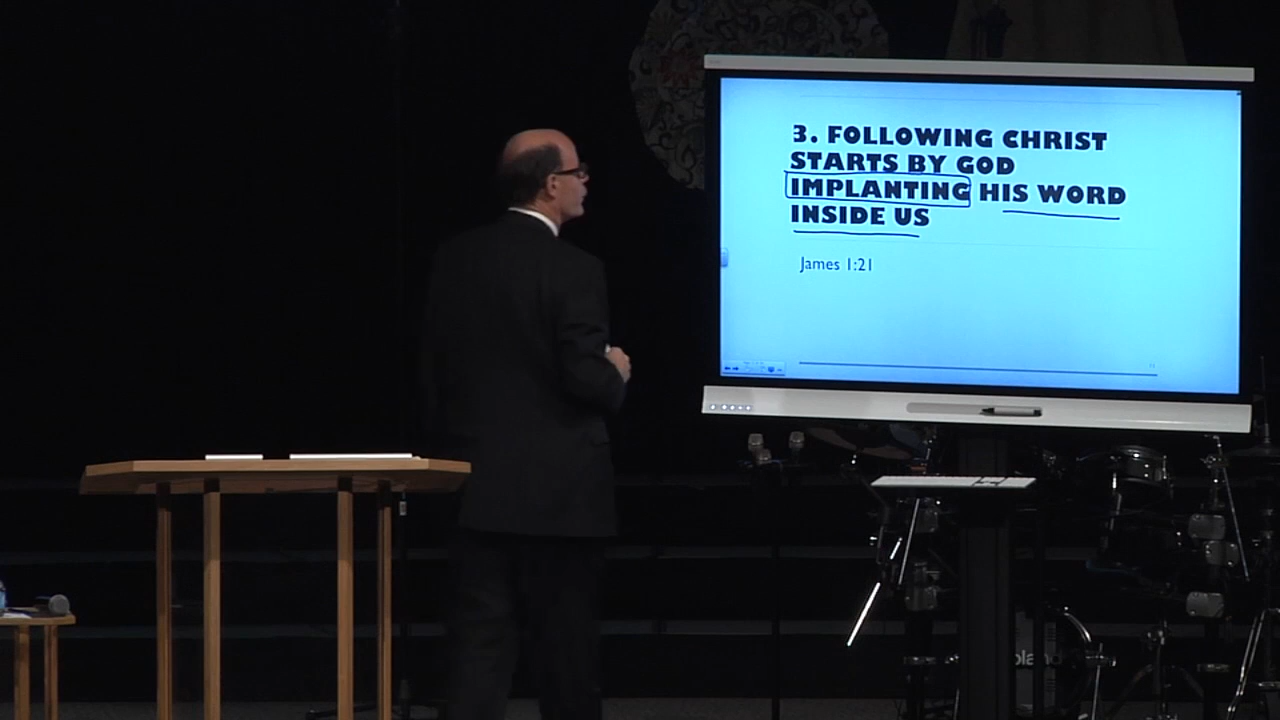 3. FOLLOWING CHRIST
STARTS BY GOD
IMPLANTING HIS WORD
INSIDE US
James 1:21